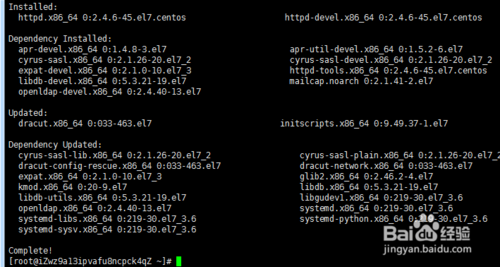 Installed:
httpd.x86_64 0:2.4.6-45.el7.centos httpd-devel.x86_64 0:2.4.6-45.el7.centos
Dependency Installed:
apr-devel.x86_64 0:1.4.8-3.el7 apr-util-devel.x86_64 0:1.5.2-6.el7
cyrus-sasl.x86_64 0:2.1.26-20.el7_2 cyrus-sasl-devel.x86_64 0:2.1.26-20.el7_2
expat-devel.x86_64 0:2.1.0-10.el7_3 httpd-tools.x86_64 0:2.4.6-45.el7.centos
libdb-devel.x86_64 0:5.3.21-19.el7 mailcap.noarch 0:2.1.41-2.el7
openldap-devel.x86_64 0:2.4.40-13.el7
Updated:
dracut.x86_64 0:033-463.el7 initscripts.x86_64 0:9.49.37-1.el7
Dependency Updated:
cyrus-sasl-lib.x86_64 0:2.1.26-20.el7_2 cyrus-sasl-plain.x86_64 0:2.1.26-20.el7_2
dracut-config-rescue.x86_64 0:033-463.el7 dracut-network.x86_64 0:033-463.el7
expat.x86_64 0:2.1.0-10.el7_3 glib2.x86_64 0:2.46.2-4.el7
kmod.x86_64 0:20-9.el7 libdb.x86_64 0:5.3.21-19.el7
libdb-utils.x86_64 0:5.3.21-19.el7 libgudev1.x86_64 0:219-30.el7_3.6
openldap.x86_64 0:2.4.40-13.el7 systemd.x86_64 0:219-30.el7_3.6
systemd-libs.x86_64 0:219-30.el7_3.6 systemd-python.x86_64 0:219-30.el7_3.6
systemd-sysv.x86_64 0:219-30.el7_3.6
Complete!
[root@iZwz9a13ipvafu8ncpck4qZ ~]#
Baidu 经验
jingyan.baidu.com